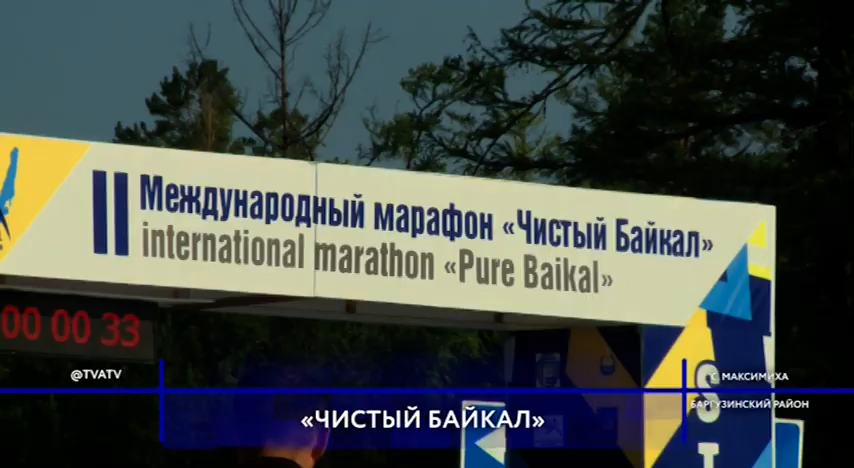 II Международный марафон «Чистый Байкал»
international marathon «Pure Baikal»
00 00 33
@TVATV
С. МАКСИМИХА
БАРГУЗИНСКИЙ РАЙОН
«ЧИСТЫЙ БАЙКАЛ»